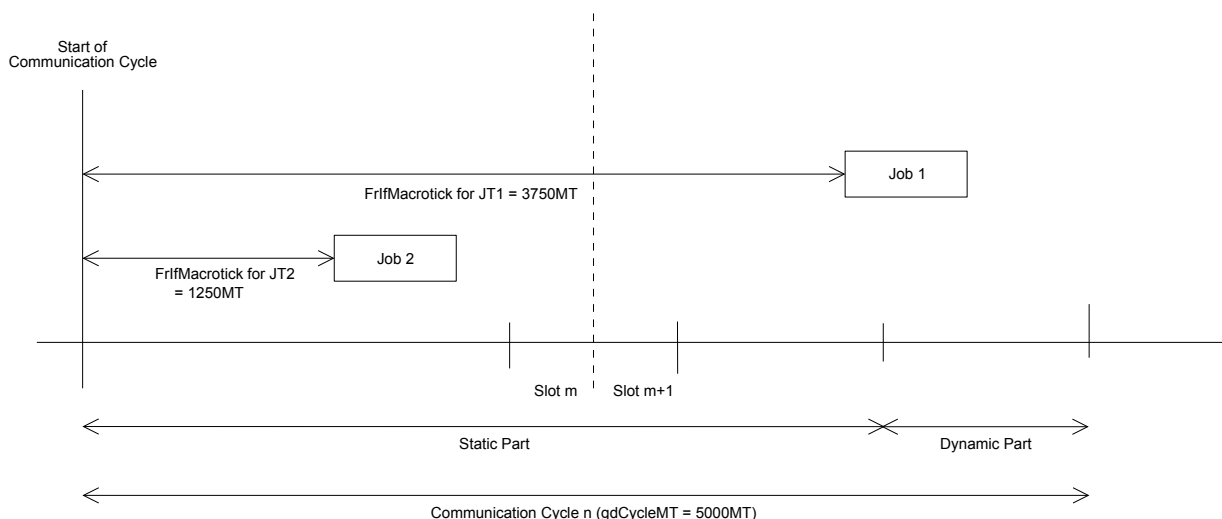 Start of
Communication Cycle
Job 1
FrIfMacrotick for JT1 = 3750MT
Job 2
FrIfMacrotick for JT2
= 1250MT
Slot m
Slot m+1
Static Part
Dynamic Part
Communication Cycle n (gdCycleMT = 5000MT)